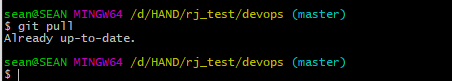 sean@SEAN MINGW64 /d/HAND/rj_test/devops (master)
$ git pull
Already up-to-date.
sean@SEAN MINGW64 /d/HAND/rj_test/devops (master)
$